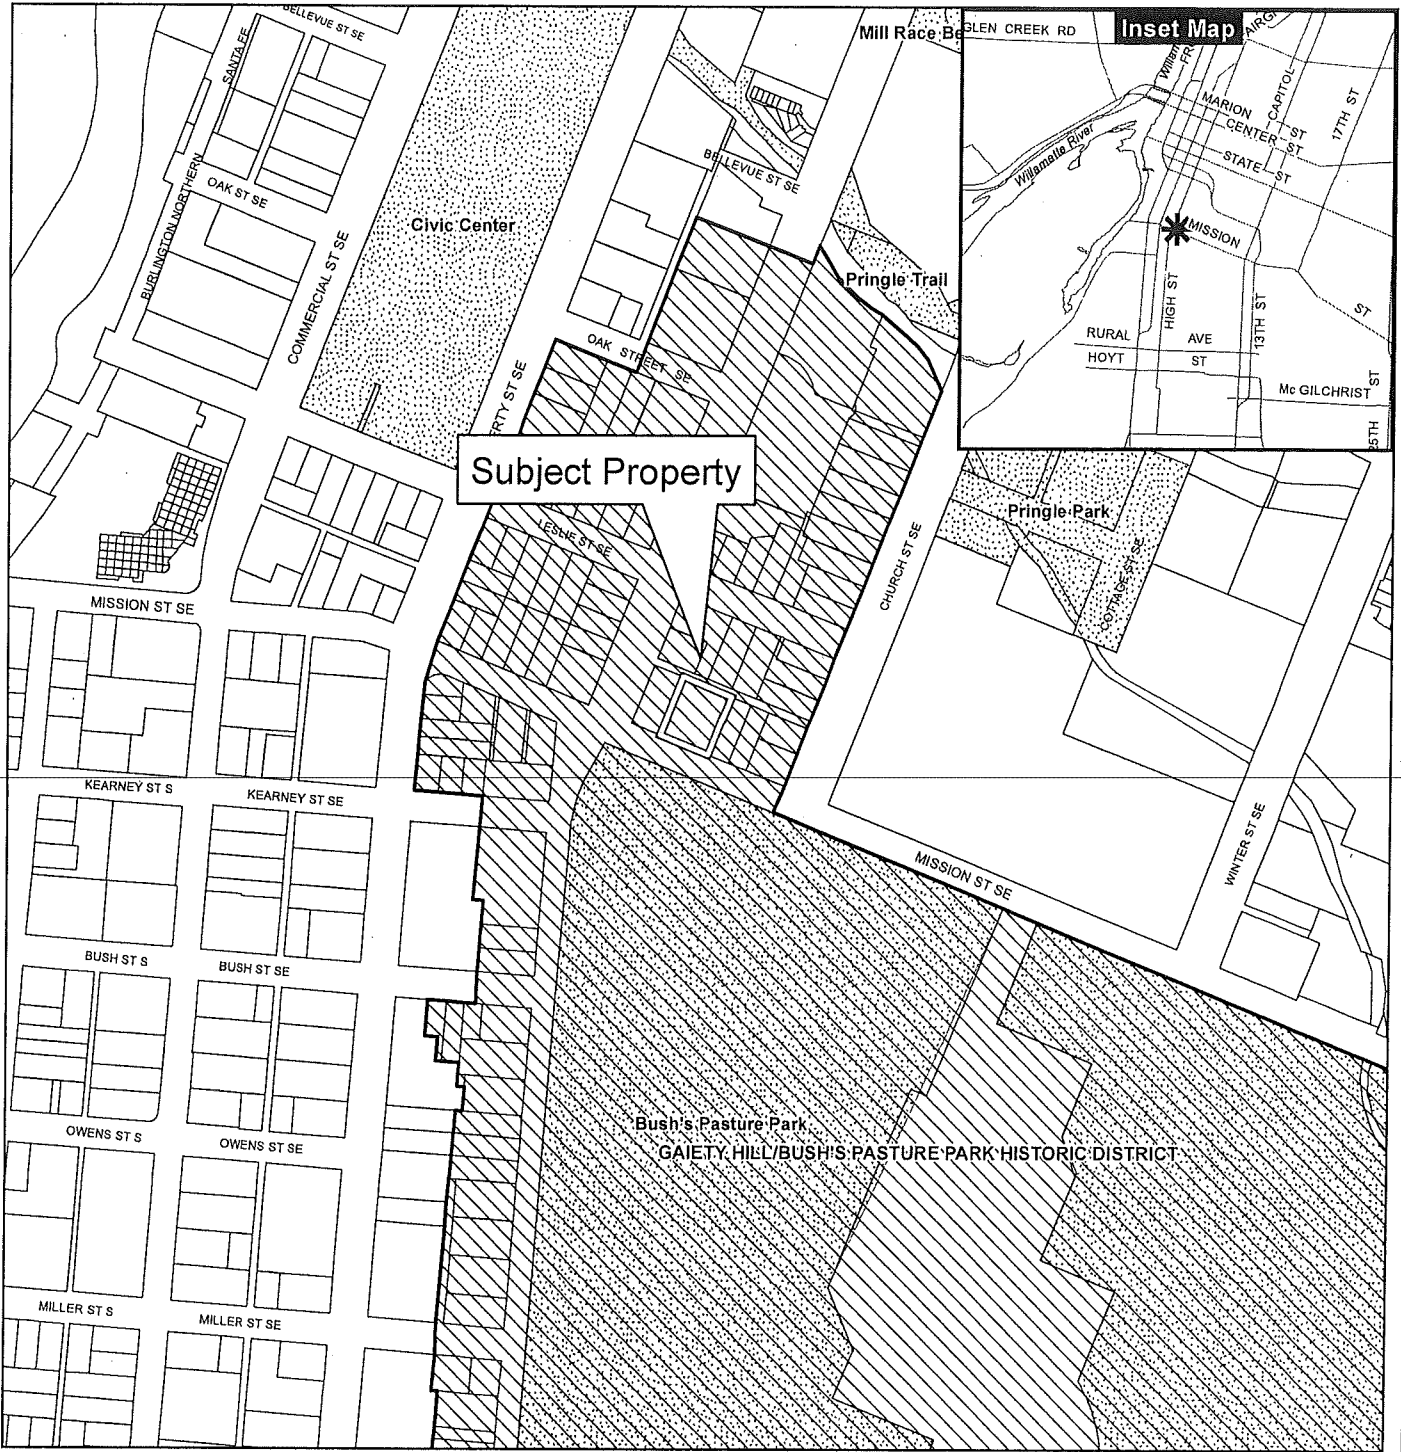 BELLEVUE ST SE
Mill Race Be
GLEN CREEK RD
Inset Map
SANTA FE
CAPITOL
17TH ST
MARION ST
CENTER ST
STATE ST
Willamette River
BELLEVUE ST SE
OAK ST SE
BURLINGTON NORTHERN
Civic Center
COMMERCIAL ST SE
MISSION
ST
Pringle Trail
HIGH ST
13TH ST
RURAL AVE
HOYT ST
Mc GILCHRIST ST
25TH
OAK STREET SE
ERTY ST SE
Subject Property
LESLIE ST SE
Pringle Park
CHURCH ST SE
COTTAGE ST SE
MISSION ST SE
KEARNEY ST S
KEARNEY ST SE
WINTER ST SE
MISSION ST SE
BUSH ST S
BUSH ST SE
Bush's Pasture Park
GAIETY HILL/BUSH'S PASTURE PARK HISTORIC DISTRICT
OWENS ST S
OWENS ST SE
MILLER ST S
MILLER ST SE